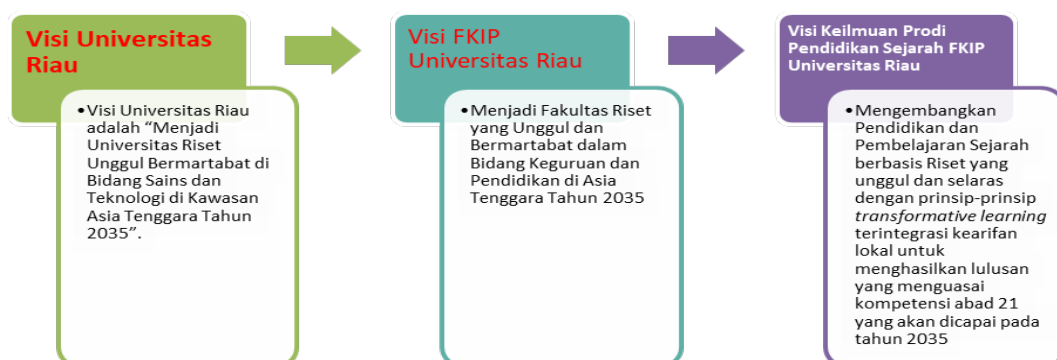 Visi Universitas
Riau
•Visi Universitas Riau
adalah “Menjadi
Universitas Riset
Unggul Bermartabat di
Bidang Sains dan
Teknologi di Kawasan
Asia Tenggara Tahun
2035”.
Visi FKIP
Universitas Riau
•Menjadi Fakultas Riset
yang Unggul dan
Bermartabat dalam
Bidang Keguruan dan
Pendidikan di Asia
Tenggara Tahun 2035
Visi Keilmuan Prodi
Pendidikan Sejarah FKIP
Universitas Riau
•Mengembangkan
Pendidikan dan
Pembelajaran Sejarah
berbasis Riset yang
unggul dan selaras
dengan prinsip-prinsip
transformative learning
terintegrasi kearifan
lokal untuk
menghasilkan lulusan
yang menguasai
kompetensi abad 21
yang akan dicapai pada
tahun 2035